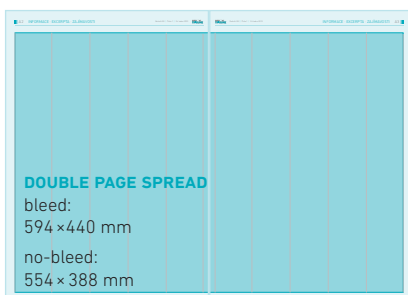 DOUBLE PAGE SPREAD
bleed:
594 × 440 mm
no-bleed:
554 × 388 mm